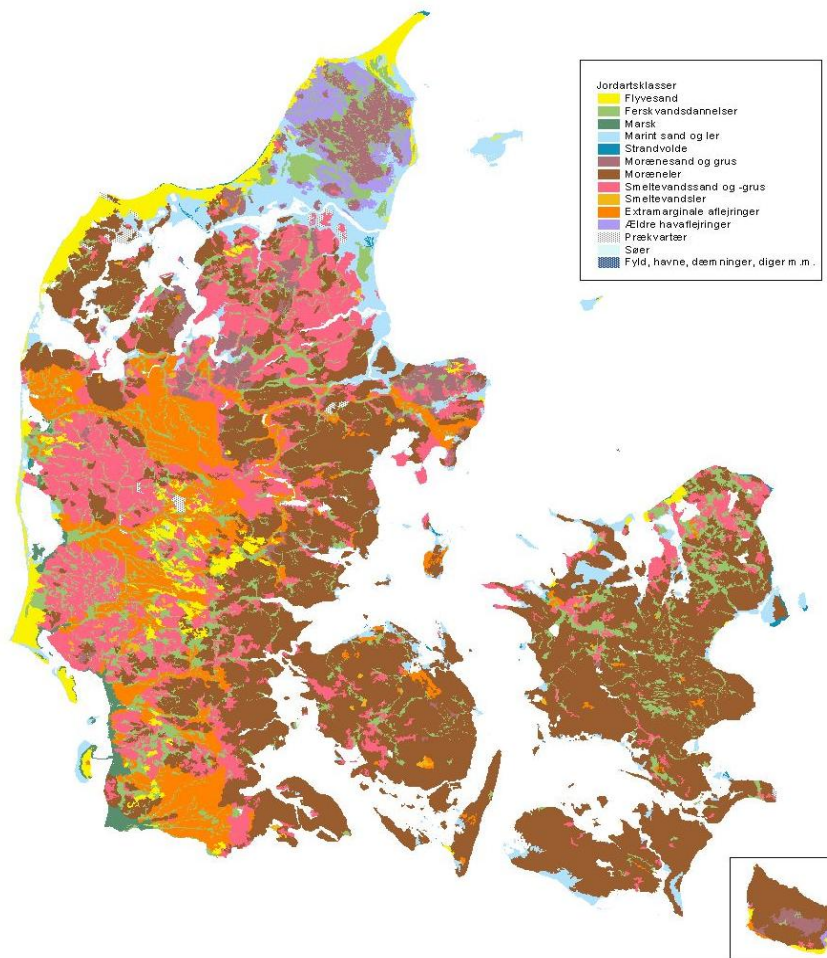 Jordartsklasser
Flyvesand
Ferskvandsdannelser
Marsk
Marint sand og ler
Strandvolde
Morænesand og grus
Moræneler
Smeltevandssand og -grus
Smeltevandsler
Extramarginale aflejringer
Ældre havaflejringer
Prækvartær
Søer
Fyld, havne, dæmninger, diger m.m.